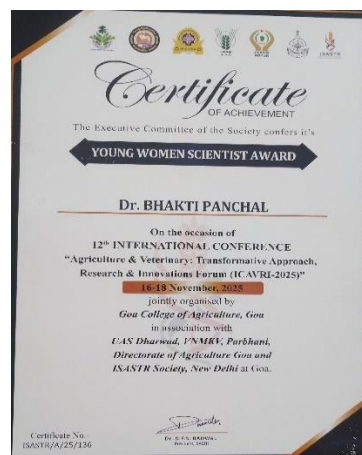 ISASTR
Certificate
OF ACHIEVEMENT
The Executive Committee of the Society confers it's
YOUNG WOMEN SCIENTIST AWARD
Dr. BHAKTI PANCHAL
On the occasion of
12th INTERNATIONAL CONFERENCE
"Agriculture & Veterinary: Transformative Approach,
Research & Innovations Forum (ICAVRI-2025)"
16-18 November, 2025
jointly organised by
Goa College of Agriculture, Goa
in association with
UAS Dharwad, VNMKV, Parbhani,
Directorate of Agriculture Goa and
ISASTR Society, New Delhi at Goa.
Certificate No.-
ISASTR/A/25/136